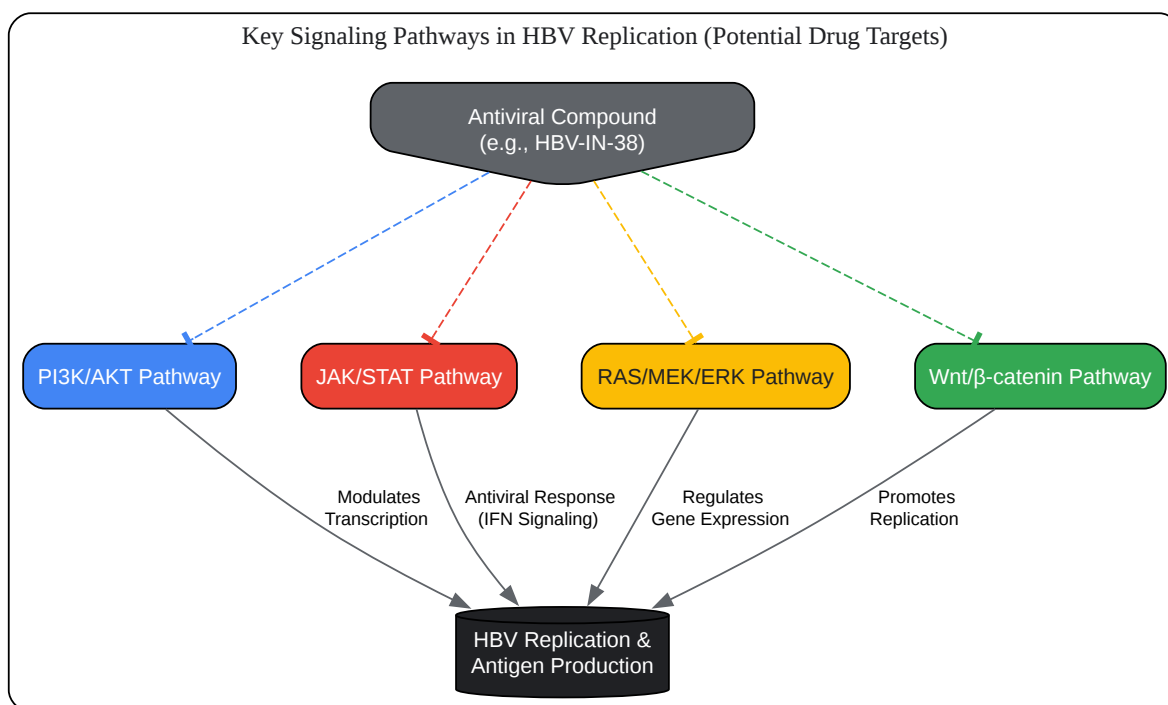 Key Signaling Pathways in HBV Replication (Potential Drug Targets)
Antiviral Compound
(e.g., HBV-IN-38)
PI3K/AKT Pathway
JAK/STAT Pathway
RAS/MEK/ERK Pathway
Wnt/β-catenin Pathway
Modulates
Transcription
Antiviral Response
(IFN Signaling)
Regulates
Gene Expression
Promotes
Replication
HBV Replication &
Antigen Production